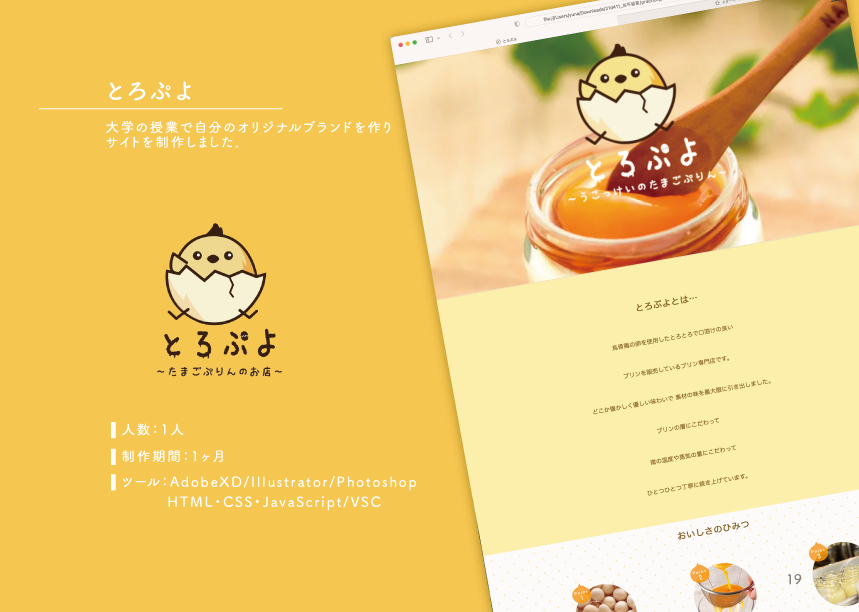 とろぷよ
大学の授業で自分のオリジナルブランドを作り
サイトを制作しました。
とろぷよ
～たまごぷりんのお店～
人数：1人
制作期間：1ヶ月
ツール：AdobeXD/Illustrator/Photoshop
HTML・CSS・JavaScript/VSC
とろぷよ
とろぷよ
～うこっけいのたまごぷりん～
とろぷよとは…
烏骨鶏の卵を使用したとろとろで口溶けの良い
プリンを販売しているプリン専門店です。
どこか懐かしく優しい味わいで 素材の味を最大限に引き出しました。
プリンの層にこだわって
湯の温度や蒸気の量にこだわって
ひとつひとつ丁寧に焼き上げています。
おいしさのひみつ
Point
1
Point
2
Point
3
19